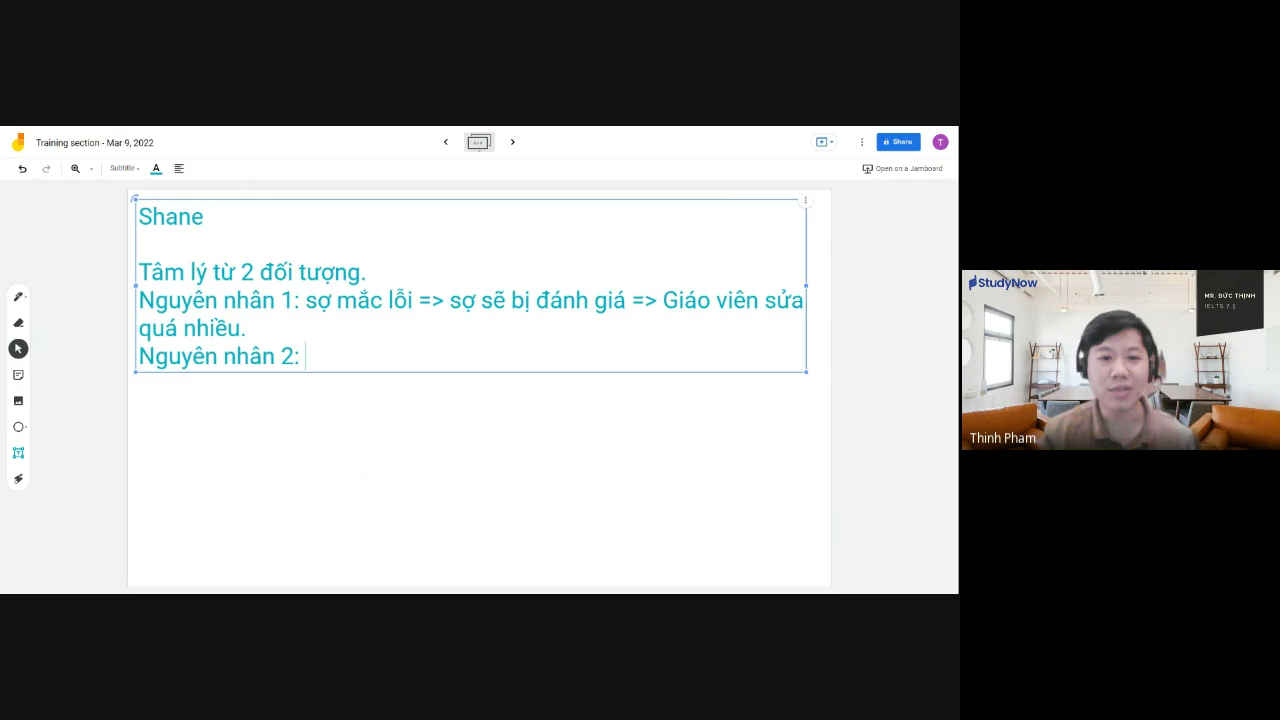 Training section - Mar 9, 2022
Share
T
Subtitle
A
Open on a Jamboard
Shane
Tâm lý từ 2 đối tượng.
Nguyên nhân 1: sợ mắc lỗi => sợ sẽ bị đánh giá => Giáo viên sửa
quá nhiều.
Nguyên nhân 2:
StudyNow
MR. ĐỨC THỊNH
Thinh Pham